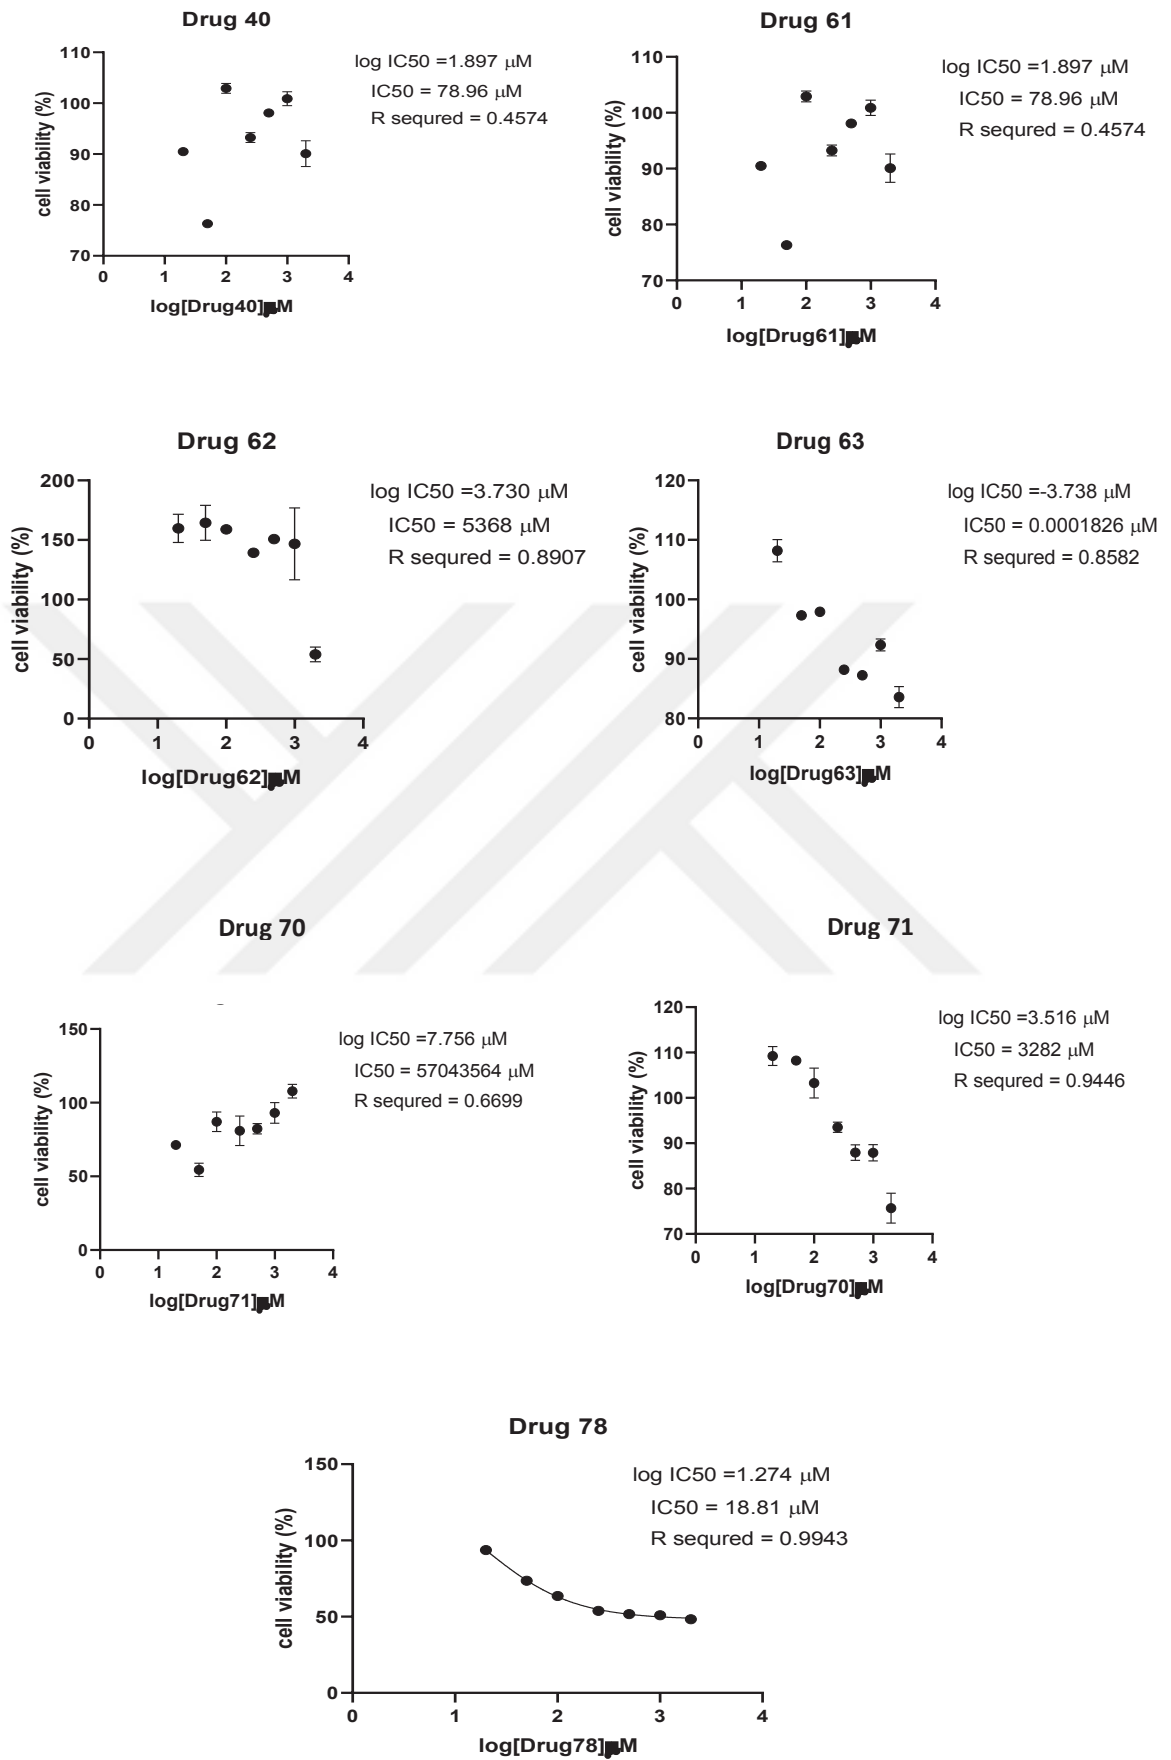 Drug 40
log IC50 =1.897 μM
IC50 = 78.96 μM
R sequred = 0.4574
cell viability (%)
110
100
90
80
70
0 1 2 3 4
log[Drug40]μM
Drug 61
log IC50 =1.897 μM
IC50 = 78.96 μM
R sequred = 0.4574
cell viability (%)
110
100
90
80
70
0 1 2 3 4
log[Drug61]μM
Drug 62
log IC50 =3.730 μM
IC50 = 5368 μM
R sequred = 0.8907
cell viability (%)
200
150
100
50
0
0 1 2 3 4
log[Drug62]μM
Drug 63
log IC50 =-3.738 μM
IC50 = 0.0001826 μM
R sequred = 0.8582
cell viability (%)
120
110
100
90
80
0 1 2 3 4
log[Drug63]μM
Drug 70
log IC50 =7.756 μM
IC50 = 57043564 μM
R sequred = 0.6699
cell viability (%)
150
100
50
0
0 1 2 3 4
log[Drug71]μM
Drug 71
log IC50 =3.516 μM
IC50 = 3282 μM
R sequred = 0.9446
cell viability (%)
120
110
100
90
80
70
0 1 2 3 4
log[Drug70]μM
Drug 78
log IC50 =1.274 μM
IC50 = 18.81 μM
R sequred = 0.9943
cell viability (%)
150
100
50
0
0 1 2 3 4
log[Drug78]μM